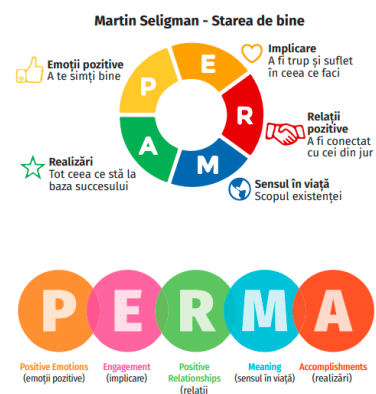 Martin Seligman - Starea de bine
Emoții pozitive
A te simți bine
Implicare
A fi trup și suflet
în ceea ce faci
P
E
R
M
A
Relații
pozitive
A fi conectat
cu cei din jur
Realizări
Tot ceea ce stă la
baza succesului
Sensul în viață
Scopul existenței
P E R M A
Positive Emotions
(emoții pozitive)
Engagement
(implicare)
Positive
Relationships
(relații
Meaning
(sensul în viață)
Accomplishments
(realizări)